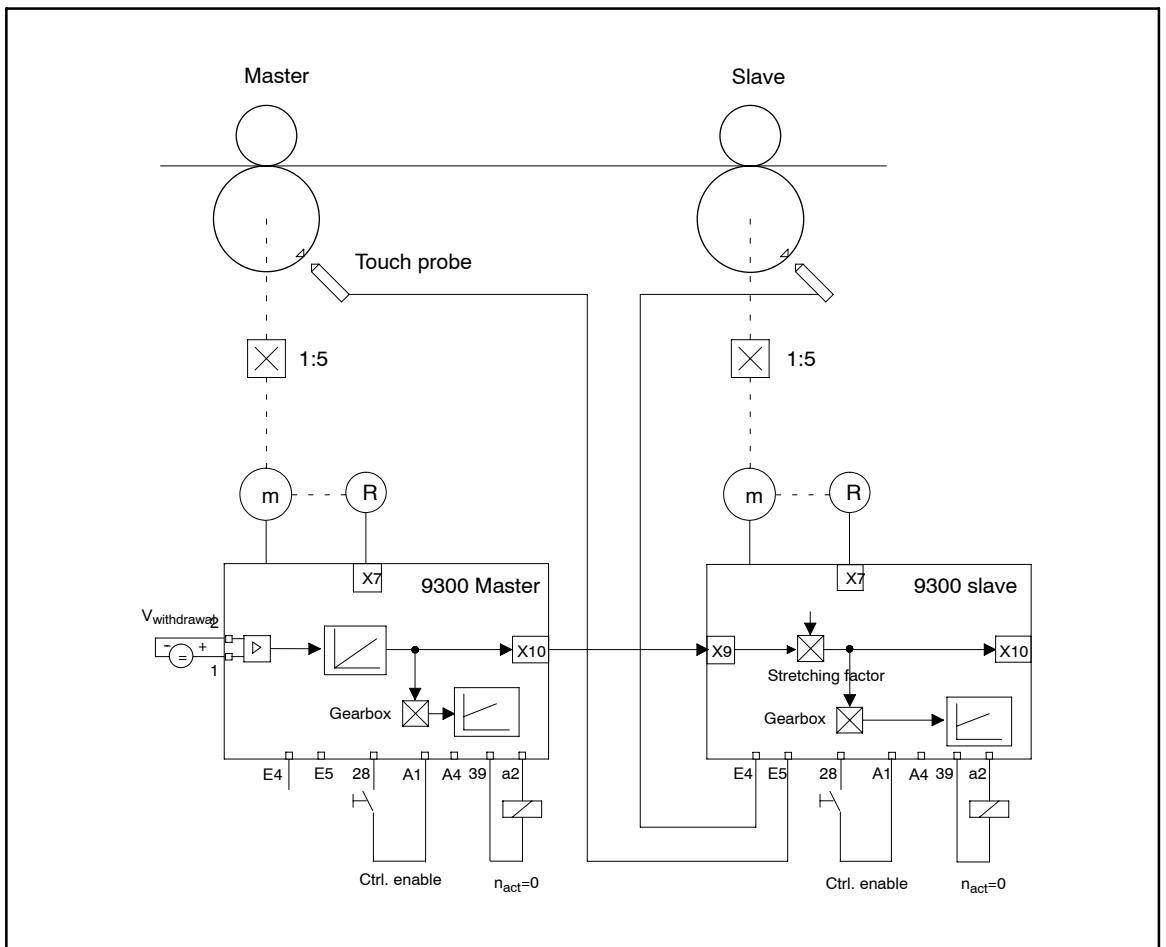 Master Slave
Touch probe
1:5 1:5
m R m R
X7 X7
9300 Master 9300 slave
Vwithdrawal
2
- + =
1
X10 X9 X10
Stretching factor
Gearbox Gearbox
E4 E5 28 A1 A4 39 a2 E4 E5 28 A1 A4 39 a2
Ctrl. enable nact=0 Ctrl. enable nact=0